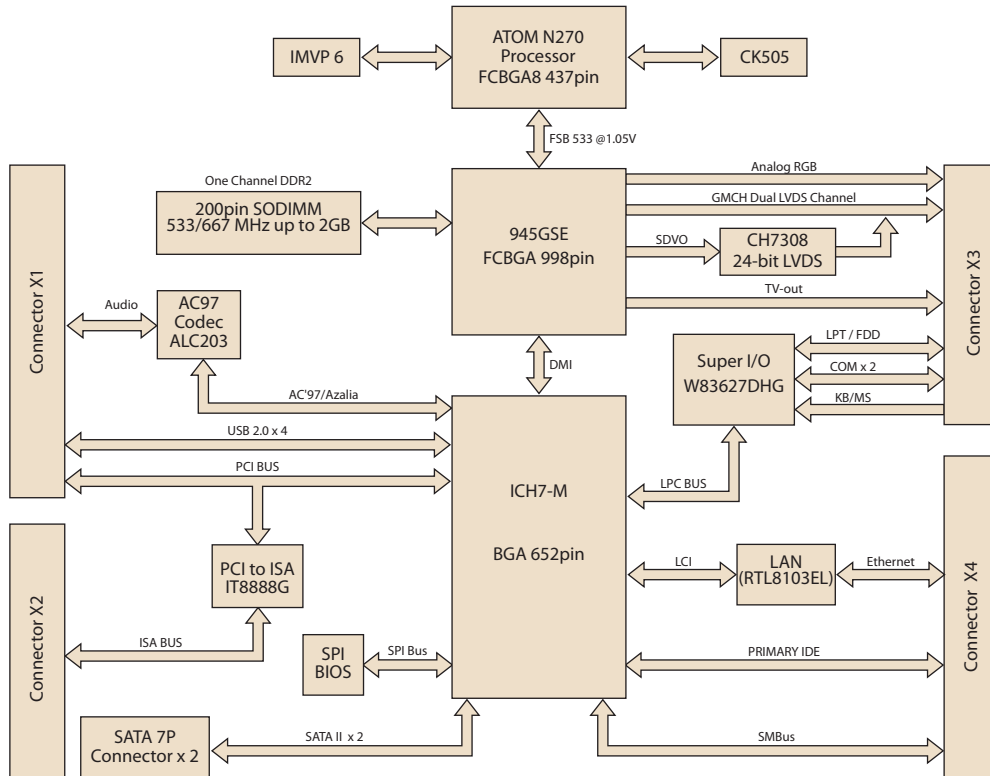 ATOM N270
Processor
FCBGA8 437pin
IMVP 6
CK505
FSB 533 @1.05V
One Channel DDR2
200pin SODIMM
533/667 MHz up to 2GB
945GSE
FCBGA 998pin
Analog RGB
GMCH Dual LVDS Channel
SDVO
CH7308
24-bit LVDS
TV-out
Connector X1
Connector X3
Audio
AC97
Codec
ALC203
Super I/O
W83627DHG
LPT / FDD
COM x 2
KB/MS
DMI
AC'97/Azalia
USB 2.0 x 4
PCI BUS
ICH7-M
BGA 652pin
LPC BUS
PCI to ISA
IT8888G
LCI
LAN
(RTL8103EL)
Ethernet
Connector X2
Connector X4
ISA BUS
SPI
BIOS
SPI Bus
PRIMARY IDE
SATA 7P
Connector x 2
SATA II x 2
SMBus